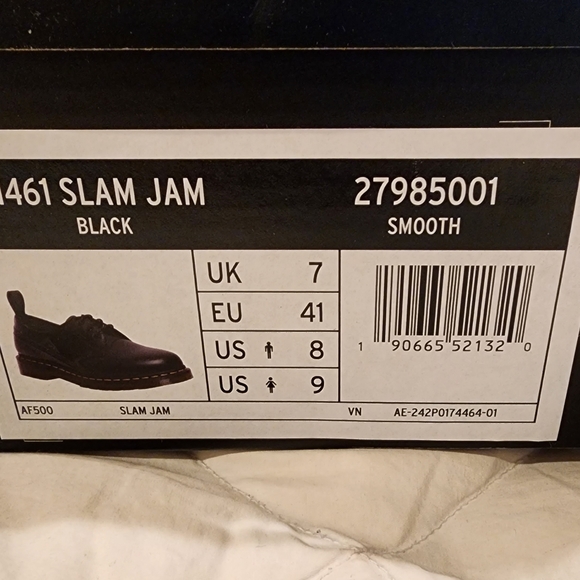 1461 SLAM JAM
BLACK
27985001
SMOOTH
UK 7
EU 41
US 8
US 9
1 90665 52132 0
AF500 SLAM JAM VN AE-242P0174464-01